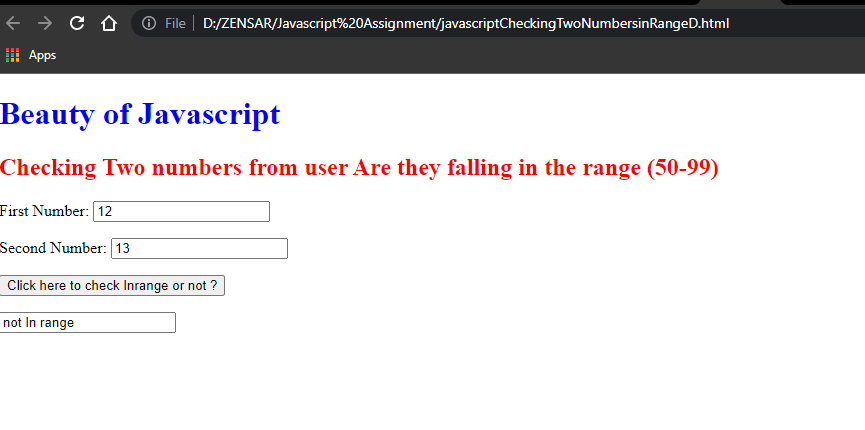 File D:/ZENSAR/Javascript%20Assignment/javascriptCheckingTwoNumbersinRangeD.html
Apps
Beauty of Javascript
Checking Two numbers from user Are they falling in the range (50-99)
First Number: 12
Second Number: 13
Click here to check Inrange or not ?
not In range